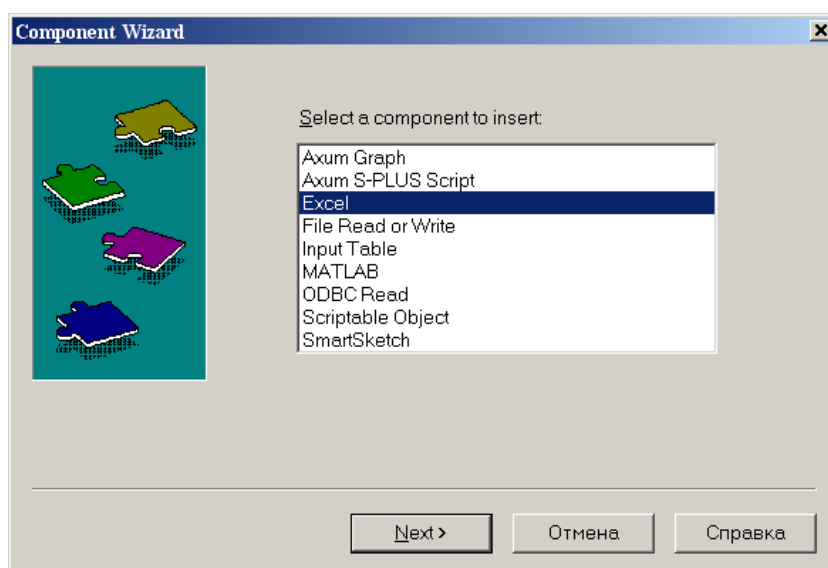 Component Wizard
Select a component to insert:
Axum Graph
Axum S-PLUS Script
Excel
File Read or Write
Input Table
MATLAB
ODBC Read
Scriptable Object
SmartSketch
Next >
Отмена
Справка